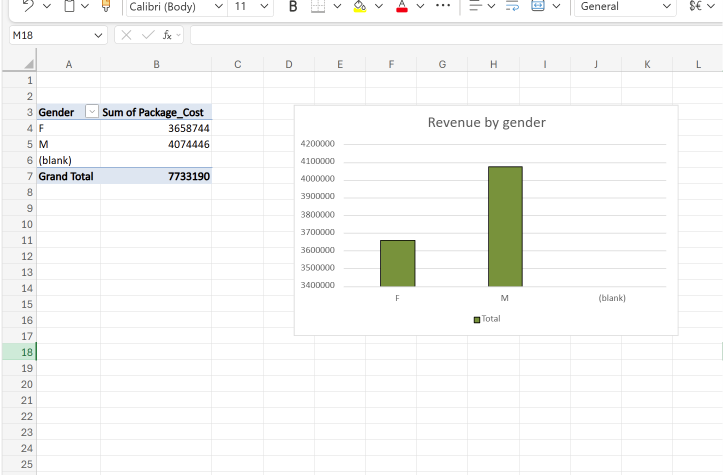 Calibri (Body) 11 B A ... General $€
M18 fx
A B C D E F G H I J K L
1
2
3 Gender Sum of Package_Cost
4 F 3658744
5 M 4074446
6 (blank)
7 Grand Total 7733190
8
9
10
11
12
13
14
15
16
17
18
19
20
21
22
23
24
25
Revenue by gender
4200000
4100000
4000000
3900000
3800000
3700000
3600000
3500000
3400000
F M (blank)
Total